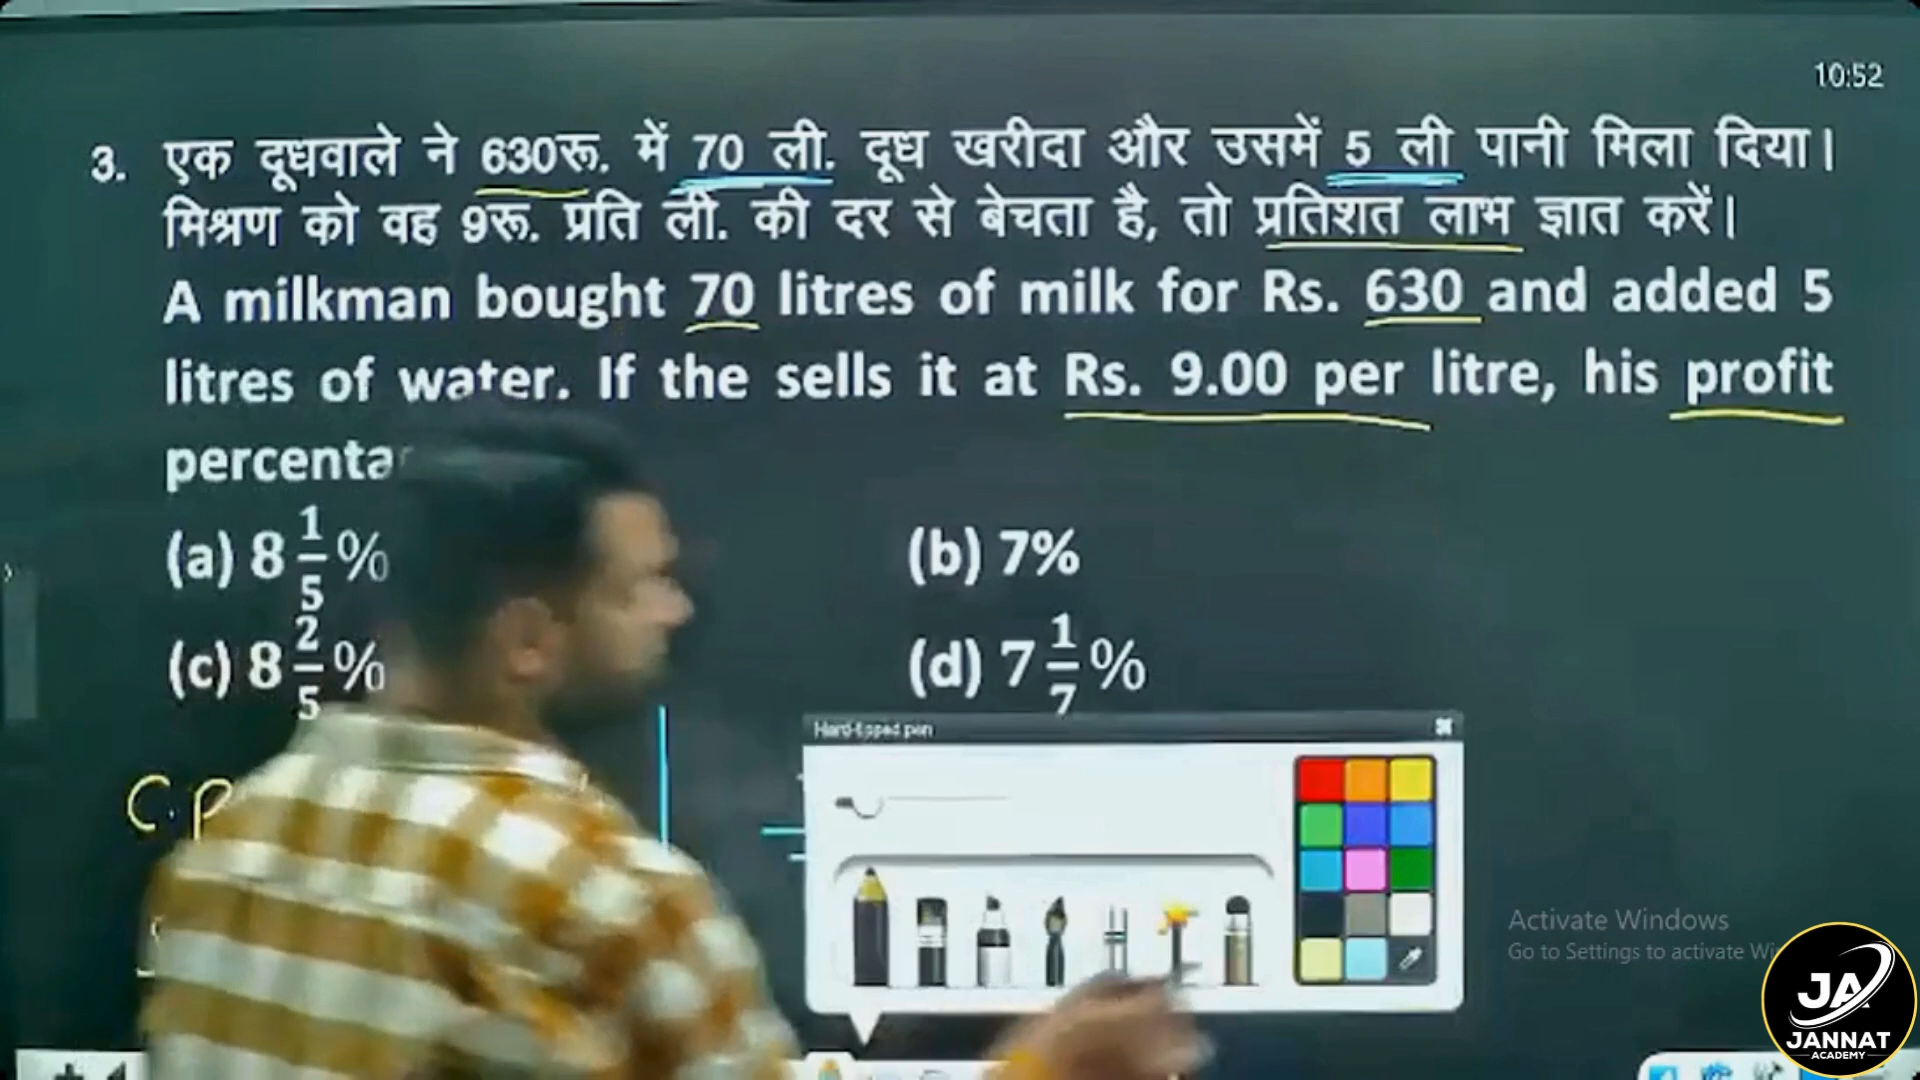 10:52
3. एक दूधवाले ने 630रू. में 70 ली. दूध खरीदा और उसमें 5 ली पानी मिला दिया।
मिश्रण को वह 9रू. प्रति ली. की दर से बेचता है, तो प्रतिशत लाभ ज्ञात करें।
A milkman bought 70 litres of milk for Rs. 630 and added 5
litres of water. If the sells it at Rs. 9.00 per litre, his profit
percenta
(a) 8 1/5 % (b) 7%
(c) 8 2/5 % (d) 7 1/7 %
Hard-tipped pen
C.P
Activate Windows
Go to Settings to activate Wi
JA
JANNAT
ACADEMY